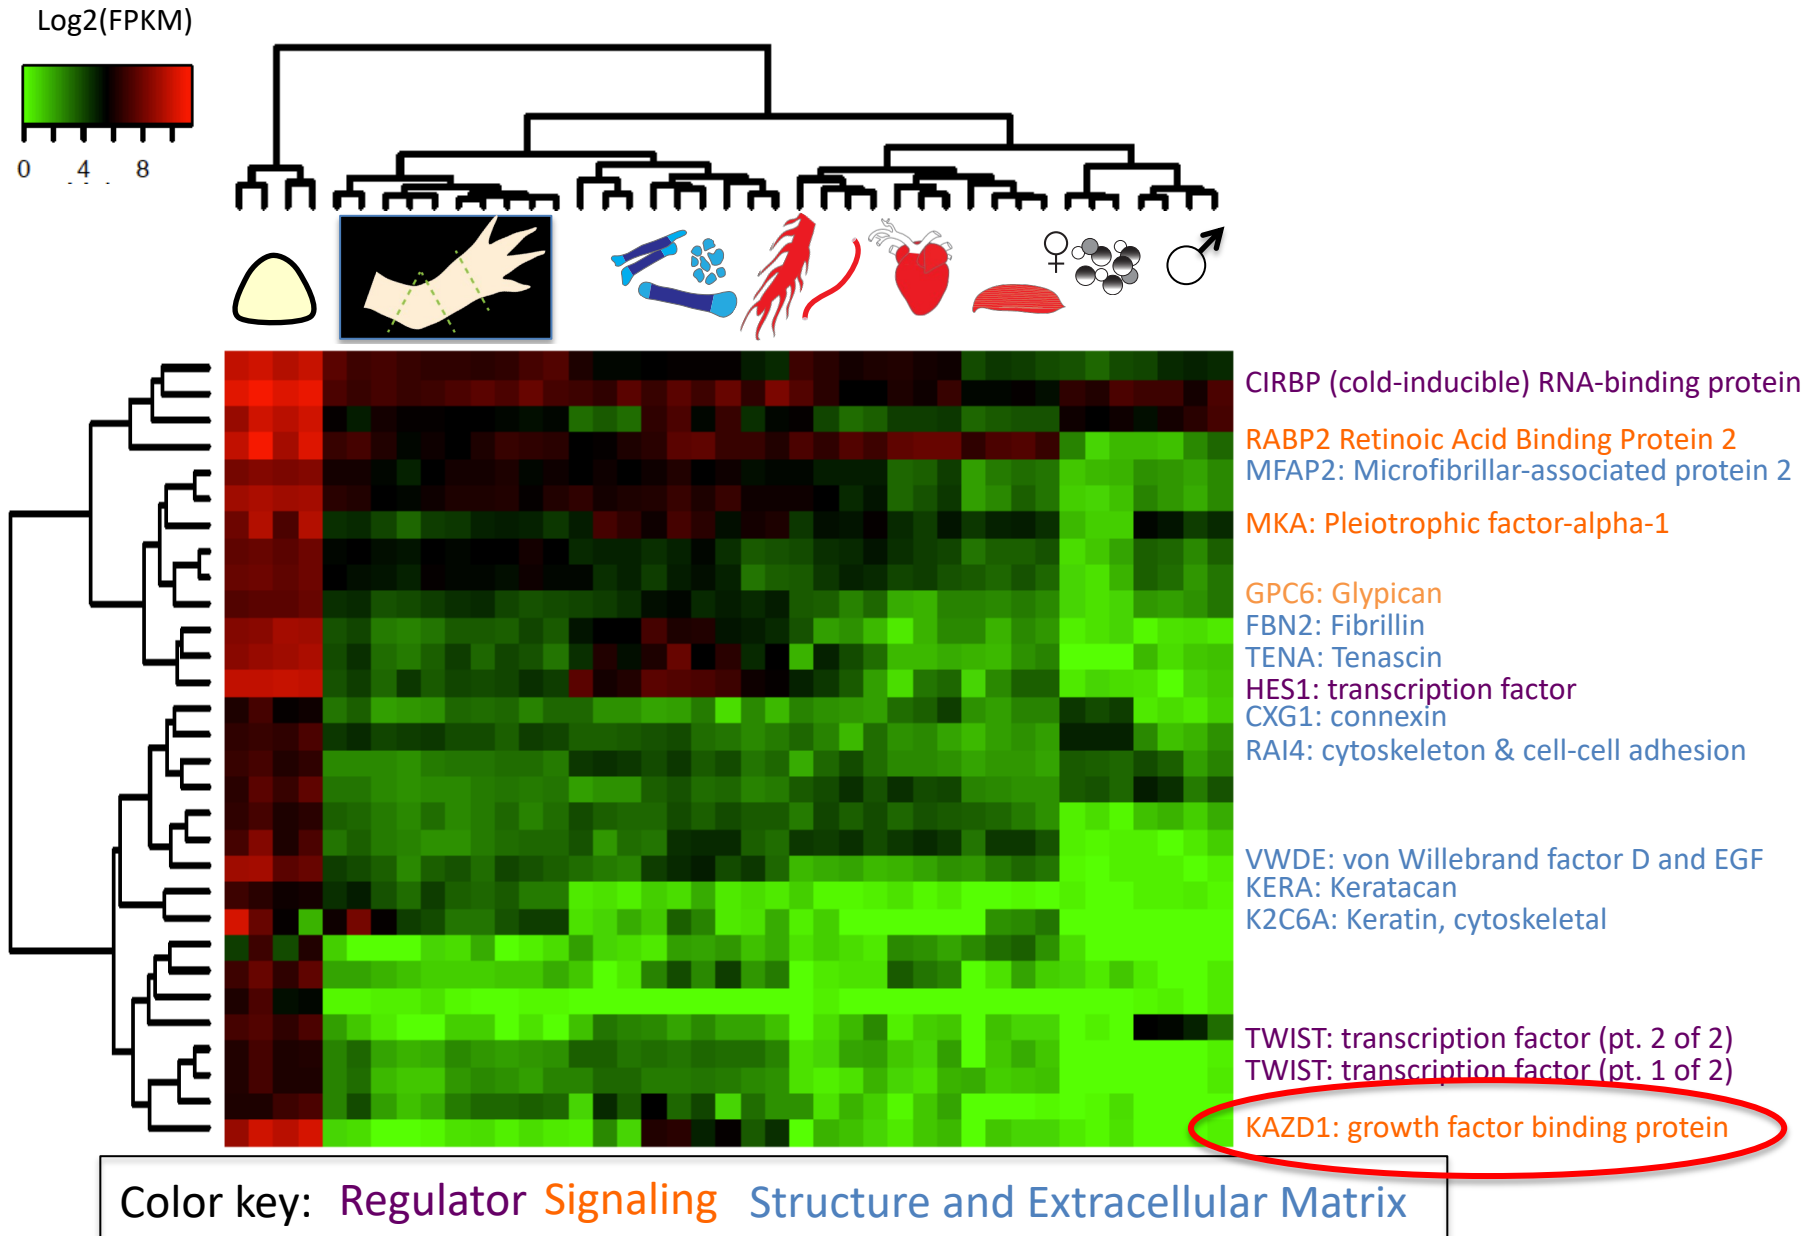 Log2(FPKM)
0 4 8
CIRBP (cold-inducible) RNA-binding protein
RABP2 Retinoic Acid Binding Protein 2
MFAP2: Microfibrillar-associated protein 2
MKA: Pleiotrophic factor-alpha-1
GPC6: Glypican
FBN2: Fibrillin
TENA: Tenascin
HES1: transcription factor
CXG1: connexin
RAI4: cytoskeleton & cell-cell adhesion
VWDE: von Willebrand factor D and EGF
KERA: Keratacan
K2C6A: Keratin, cytoskeletal
TWIST: transcription factor (pt. 2 of 2)
TWIST: transcription factor (pt. 1 of 2)
KAZD1: growth factor binding protein
Color key: Regulator Signaling Structure and Extracellular Matrix